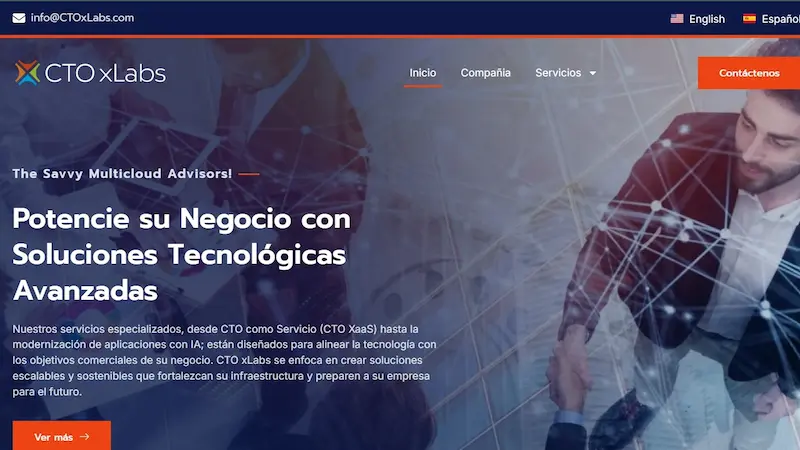 info@CTOxLabs.com
English
Español
CTO xLabs
Inicio
Compañia
Servicios
Contáctenos
The Savvy Multicloud Advisors!
Potencie su Negocio con
Soluciones Tecnológicas
Avanzadas
Nuestros servicios especializados, desde CTO como Servicio (CTO XaaS) hasta la
modernización de aplicaciones con IA; están diseñados para alinear la tecnología con
los objetivos comerciales de su negocio. CTO xLabs se enfoca en crear soluciones
escalables y sostenibles que fortalezcan su infraestructura y preparen a su empresa
para el futuro.
Ver más